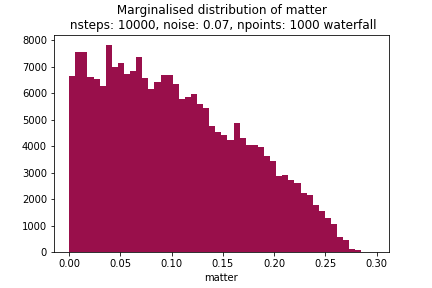 Marginalised distribution of matter
nsteps: 10000, noise: 0.07, npoints: 1000 waterfall
8000
7000
6000
5000
4000
3000
2000
1000
0
0.00 0.05 0.10 0.15 0.20 0.25 0.30
matter